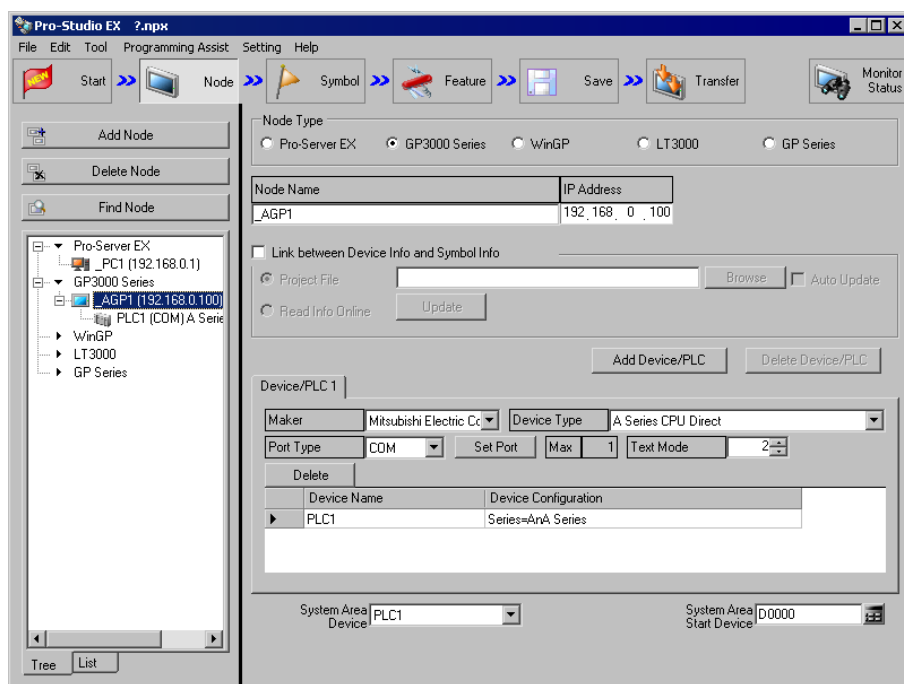 Pro-Studio EX ?.npx
File Edit Tool Programming Assist Setting Help
NEW Start Node Symbol Feature Save Transfer Monitor Status
Add Node
Delete Node
Find Node
Pro-Server EX
_PC1 (192.168.0.1)
GP3000 Series
_AGP1 (192.168.0.100)
PLC1 (COM) A Serie
WinGP
LT3000
GP Series
Tree List
Node Type
Pro-Server EX GP3000 Series WinGP LT3000 GP Series
Node Name IP Address
_AGP1 192. 168. 0 .100
Link between Device Info and Symbol Info
Project File Browse Auto Update
Read Info Online Update
Add Device/PLC Delete Device/PLC
Device/PLC 1
Maker Mitsubishi Electric Cc Device Type A Series CPU Direct
Port Type COM Set Port Max 1 Text Mode 2
Delete
Device Name Device Configuration
PLC1 Series=AnA Series
System Area Device PLC1 System Area Start Device D0000